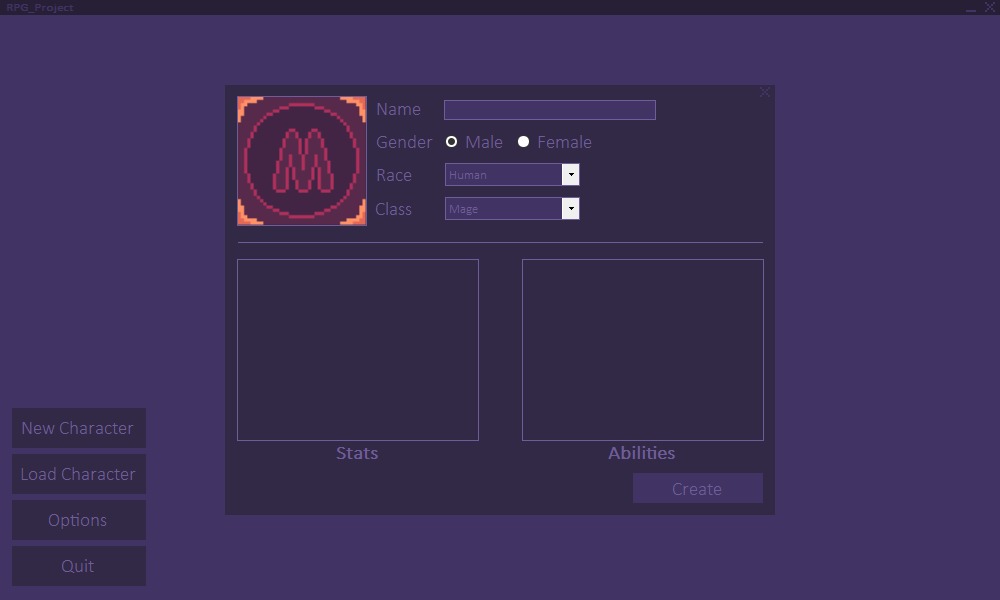 RPG_Project
Name
Gender Male Female
Race Human
Class Mage
M
Stats Abilities
Create
New Character
Load Character
Options
Quit